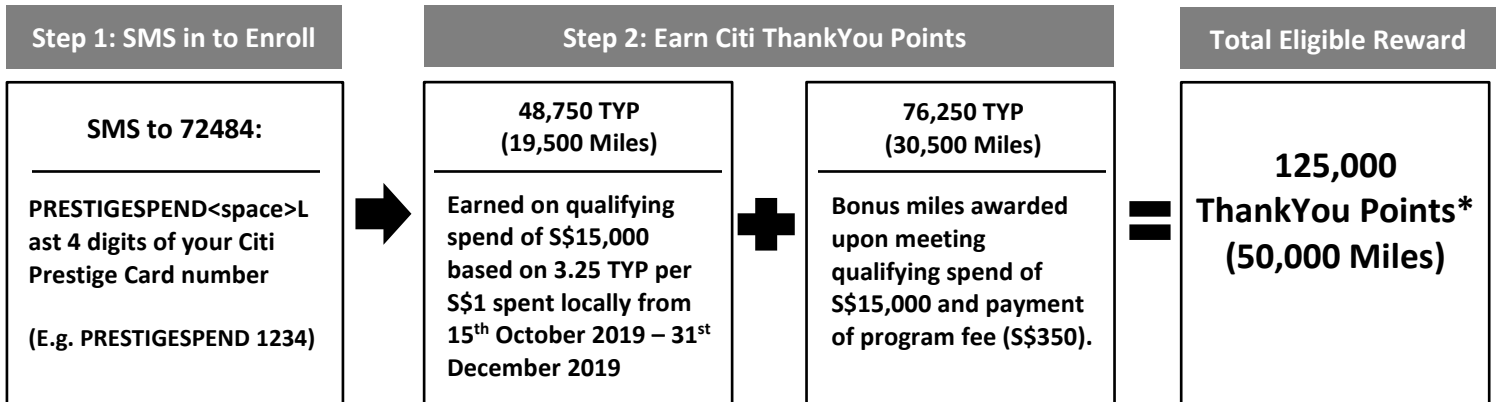 Step 1: SMS in to Enroll
SMS to 72484:
PRESTIGESPEND<space>L
ast 4 digits of your Citi
Prestige Card number
(E.g. PRESTIGESPEND 1234)
Step 2: Earn Citi ThankYou Points
48,750 TYP
(19,500 Miles)
Earned on qualifying
spend of S$15,000
based on 3.25 TYP per
S$1 spent locally from
15th October 2019 – 31st
December 2019
76,250 TYP
(30,500 Miles)
Bonus miles awarded
upon meeting
qualifying spend of
S$15,000 and payment
of program fee (S$350).
Total Eligible Reward
125,000
ThankYou Points*
(50,000 Miles)